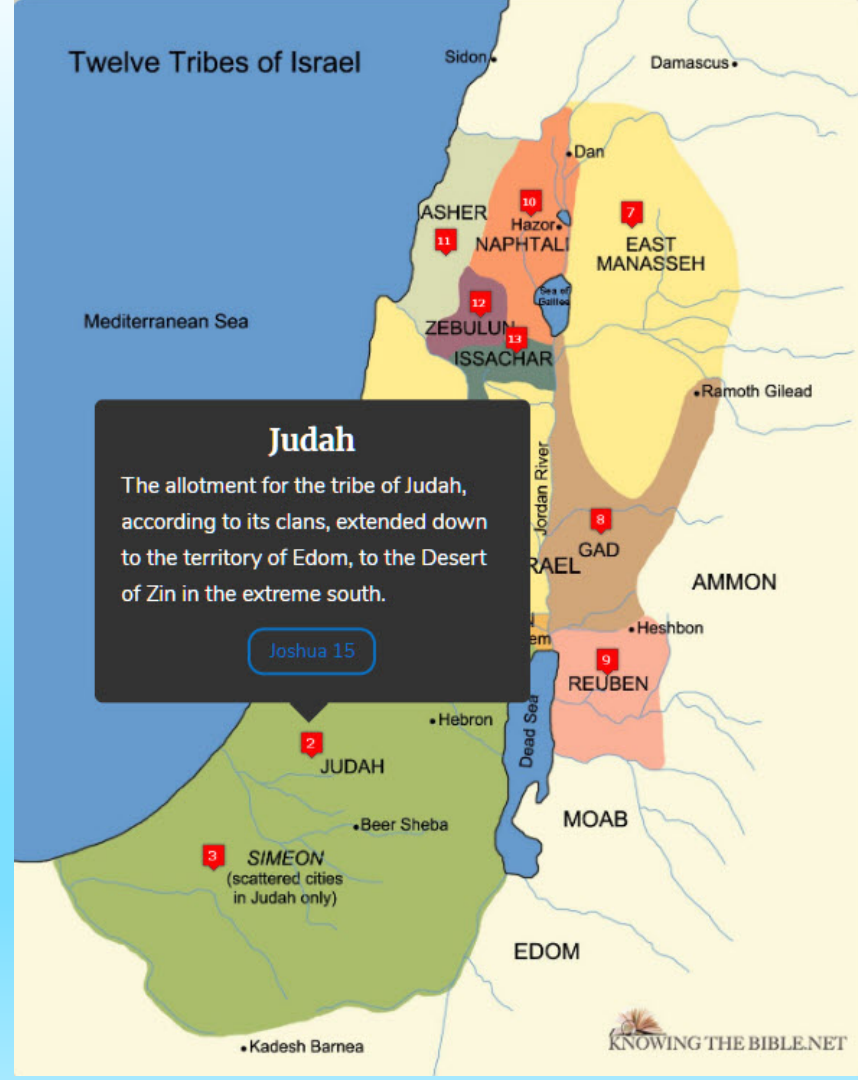 Twelve Tribes of Israel
Sidon
Damascus
Dan
10
7
ASHER
Hazor
11
NAPHTALI
EAST
MANASSEH
Sea of
Galilee
12
Mediterranean Sea
ZEBULUN
13
ISSACHAR
Ramoth Gilead
Judah
The allotment for the tribe of Judah,
according to its clans, extended down
to the territory of Edom, to the Desert
of Zin in the extreme south.
Joshua 15
Jordan River
8
GAD
RAEL
AMMON
Heshbon
em
9
REUBEN
Dead Sea
Hebron
2
JUDAH
MOAB
Beer Sheba
3
SIMEON
(scattered cities
in Judah only)
EDOM
Kadesh Barnea
KNOWING THE BIBLE.NET